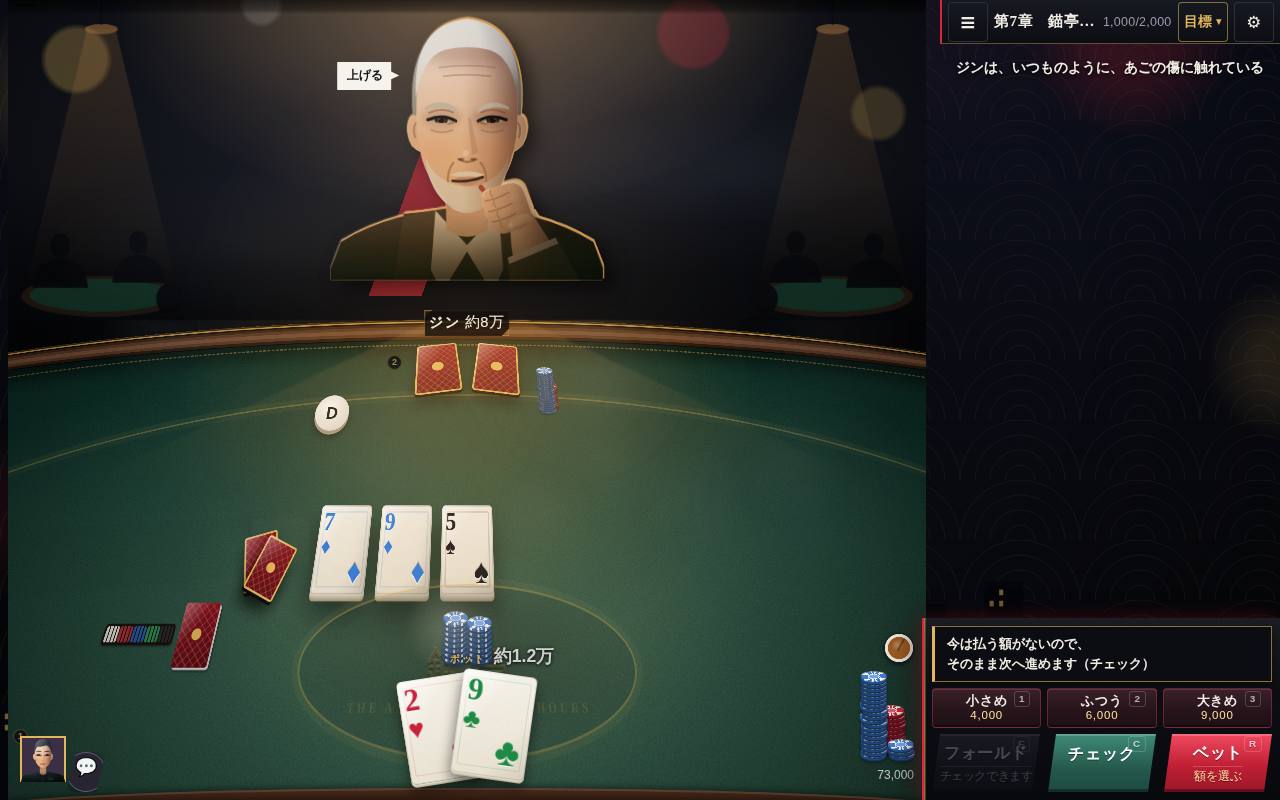 上げる
第7章　錨亭… 1,000/2,000 目標▼
ジンは、いつものように、あごの傷に触れている
ジン 約8万
2
D
7 9 5
約1.2万
2 9
73,000
今は払う額がないので、
そのまま次へ進めます（チェック）
小さめ 1
4,000
ふつう 2
6,000
大きめ 3
9,000
フォールド
チェックできます
チェック C
ベット R
額を選ぶ